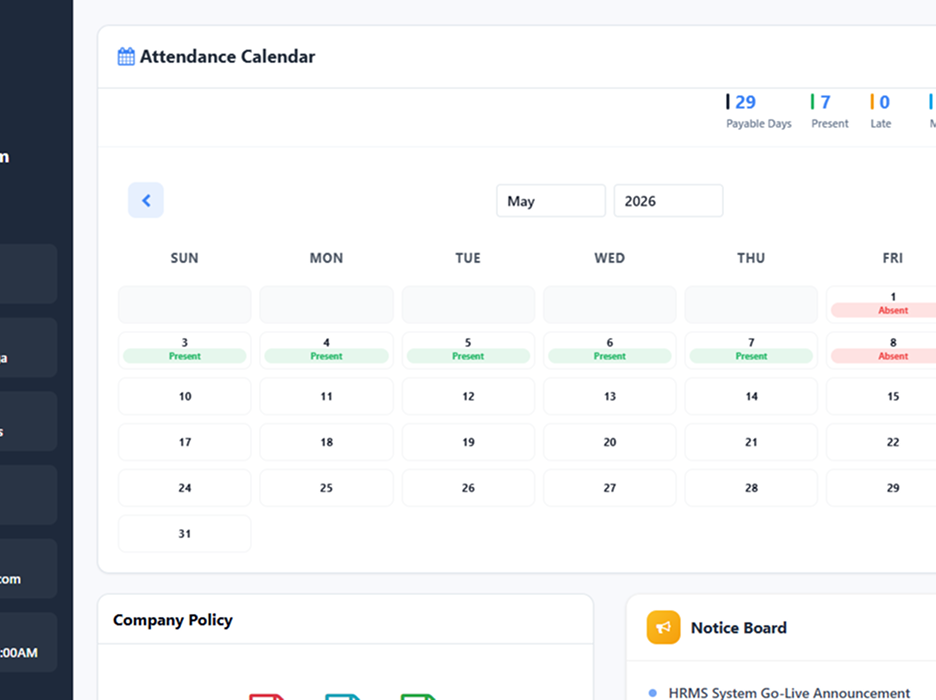 Attendance Calendar
29 7 0
Payable Days Present Late M
May 2026
SUN MON TUE WED THU FRI
1
Absent
3 4 5 6 7 8
Present Present Present Present Present Absent
10 11 12 13 14 15
17 18 19 20 21 22
24 25 26 27 28 29
31
com
:00AM
Company Policy
Notice Board
HRMS System Go-Live Announcement